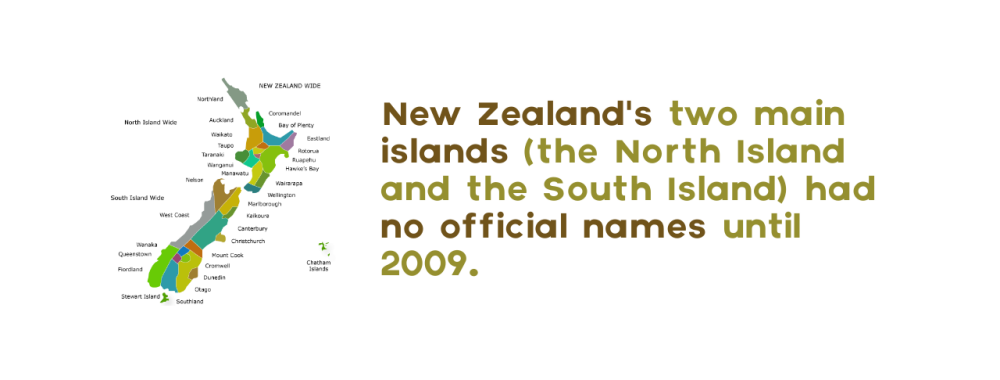 NEW ZEALAND WIDE
Northland
Coromandel
Auckland
North Island Wide
Bay of Plenty
Waikato
Eastland
Taupo
Rotorua
Taranaki
Ruapehu
Wanganui
Hawke's Bay
Manawatu
Nelson
Wairarapa
Wellington
South Island Wide
Marlborough
West Coast
Kaikoura
Canterbury
Christchurch
Wanaka
Queenstown
Mount Cook
Chatham
Islands
Fiordland
Cromwell
Dunedin
Otago
Stewart Island
Southland
New Zealand's two main
islands (the North Island
and the South Island) had
no official names until
2009.